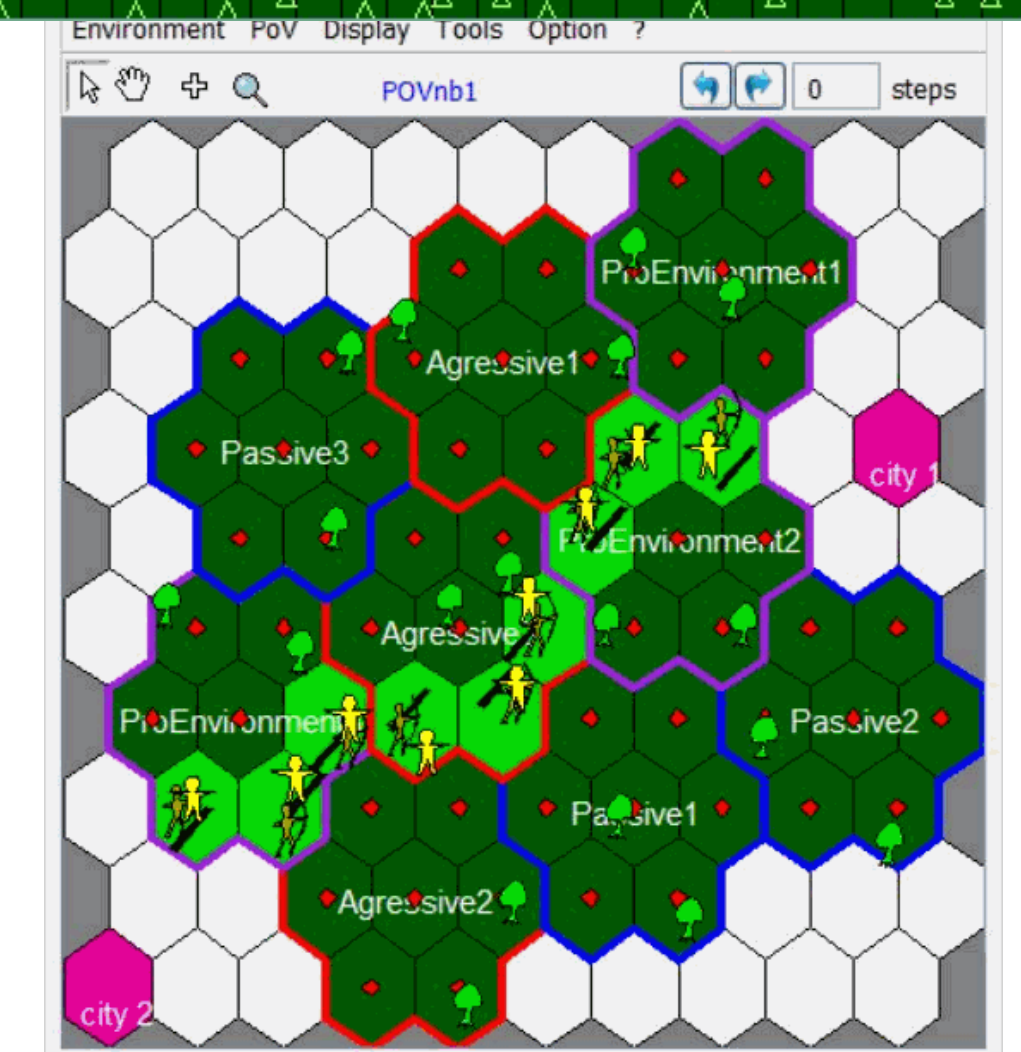 Environment PoV Display Tools Option ?
POVnb1 0 steps
ProEnvironment1
Agressive1
Passive3
city 1
ProEnvironment2
Agressive
ProEnvironment
Passive2
Passive1
Agressive2
city 2